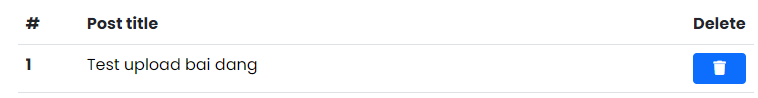 # Post title Delete
1 Test upload bai dang